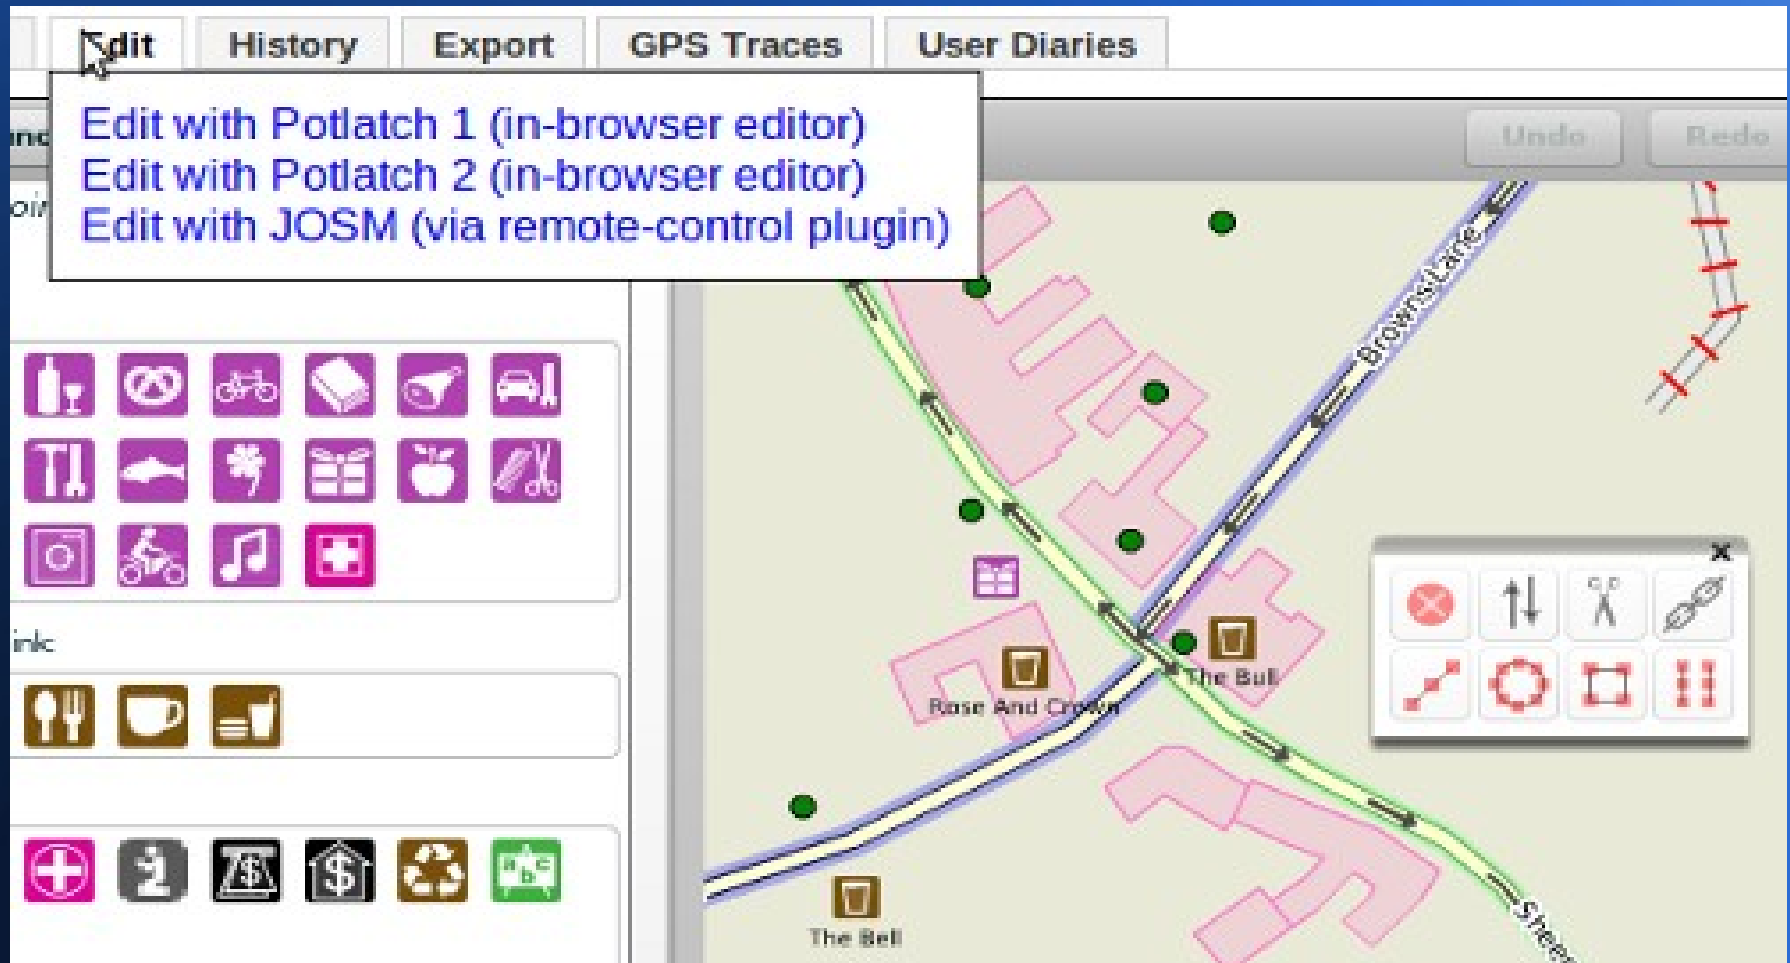 Edit
History
Export
GPS Traces
User Diaries
Edit with Potlatch 1 (in-browser editor)
Edit with Potlatch 2 (in-browser editor)
Edit with JOSM (via remote-control plugin)
Undo
Redo
Browns Lane
The Bull
Rose And Crown
ink:
a b c
The Bell
Sheep